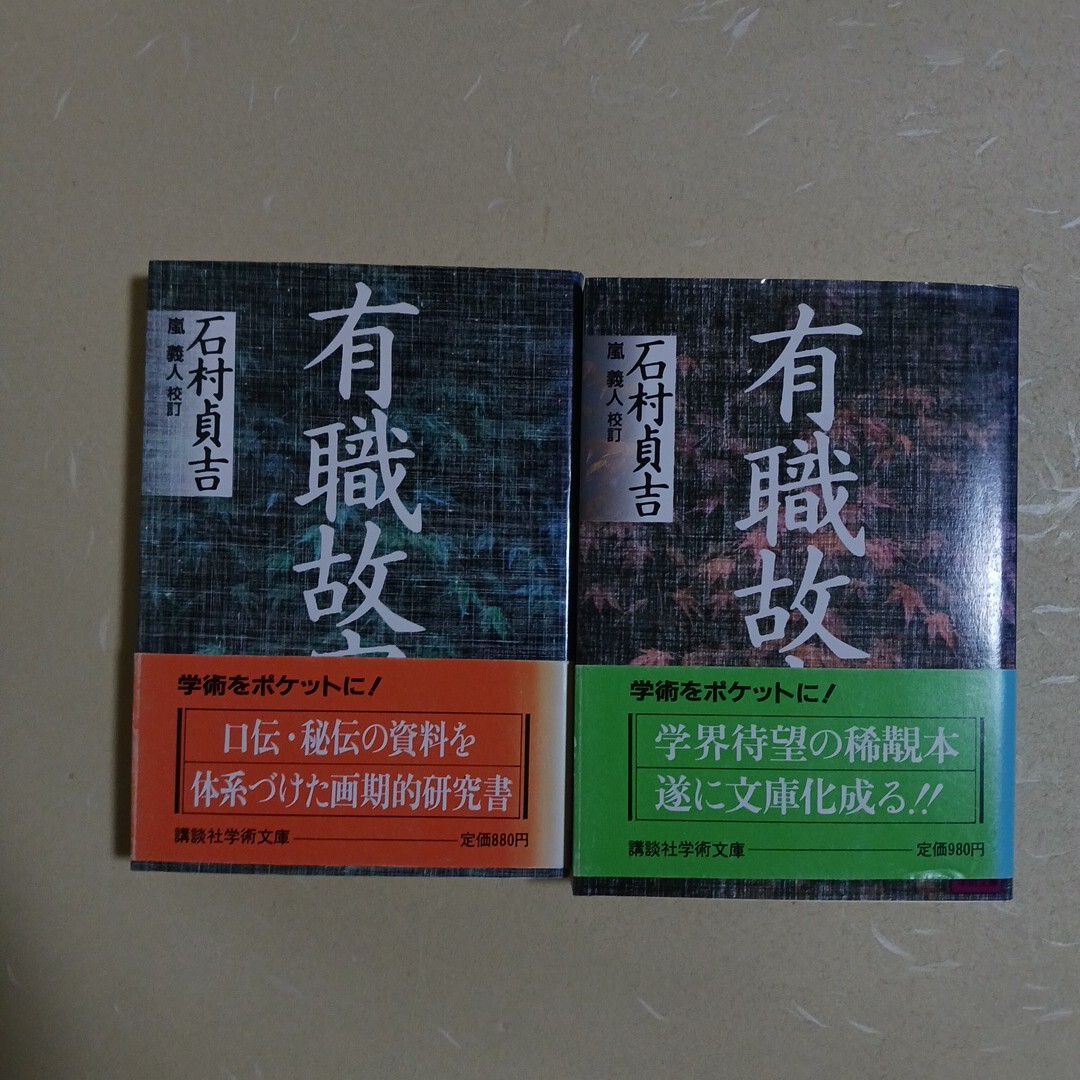 有職故
石村貞吉
嵐 義人 校訂
学術をポケットに!
口伝・秘伝の資料を
体系づけた画期的研究書
講談社学術文庫 定価880円
有職故
石村貞吉
嵐 義人 校訂
学術をポケットに!
学界待望の稀覯本
遂に文庫化成る!!
講談社学術文庫 定価980円